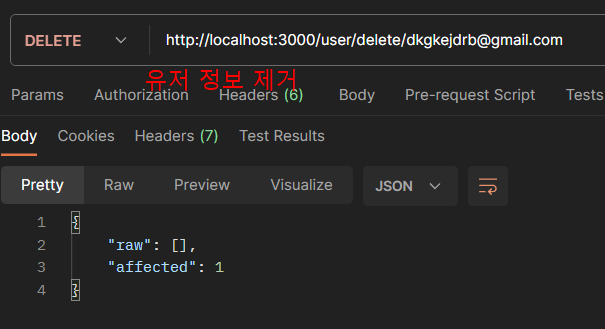 DELETE http://localhost:3000/user/delete/dkgkejdrb@gmail.com
유저 정보 제거
Params Authorization Headers (6) Body Pre-request Script Tests
Body Cookies Headers (7) Test Results
Pretty Raw Preview Visualize JSON
1 {
2 "raw": [],
3 "affected": 1
4 }